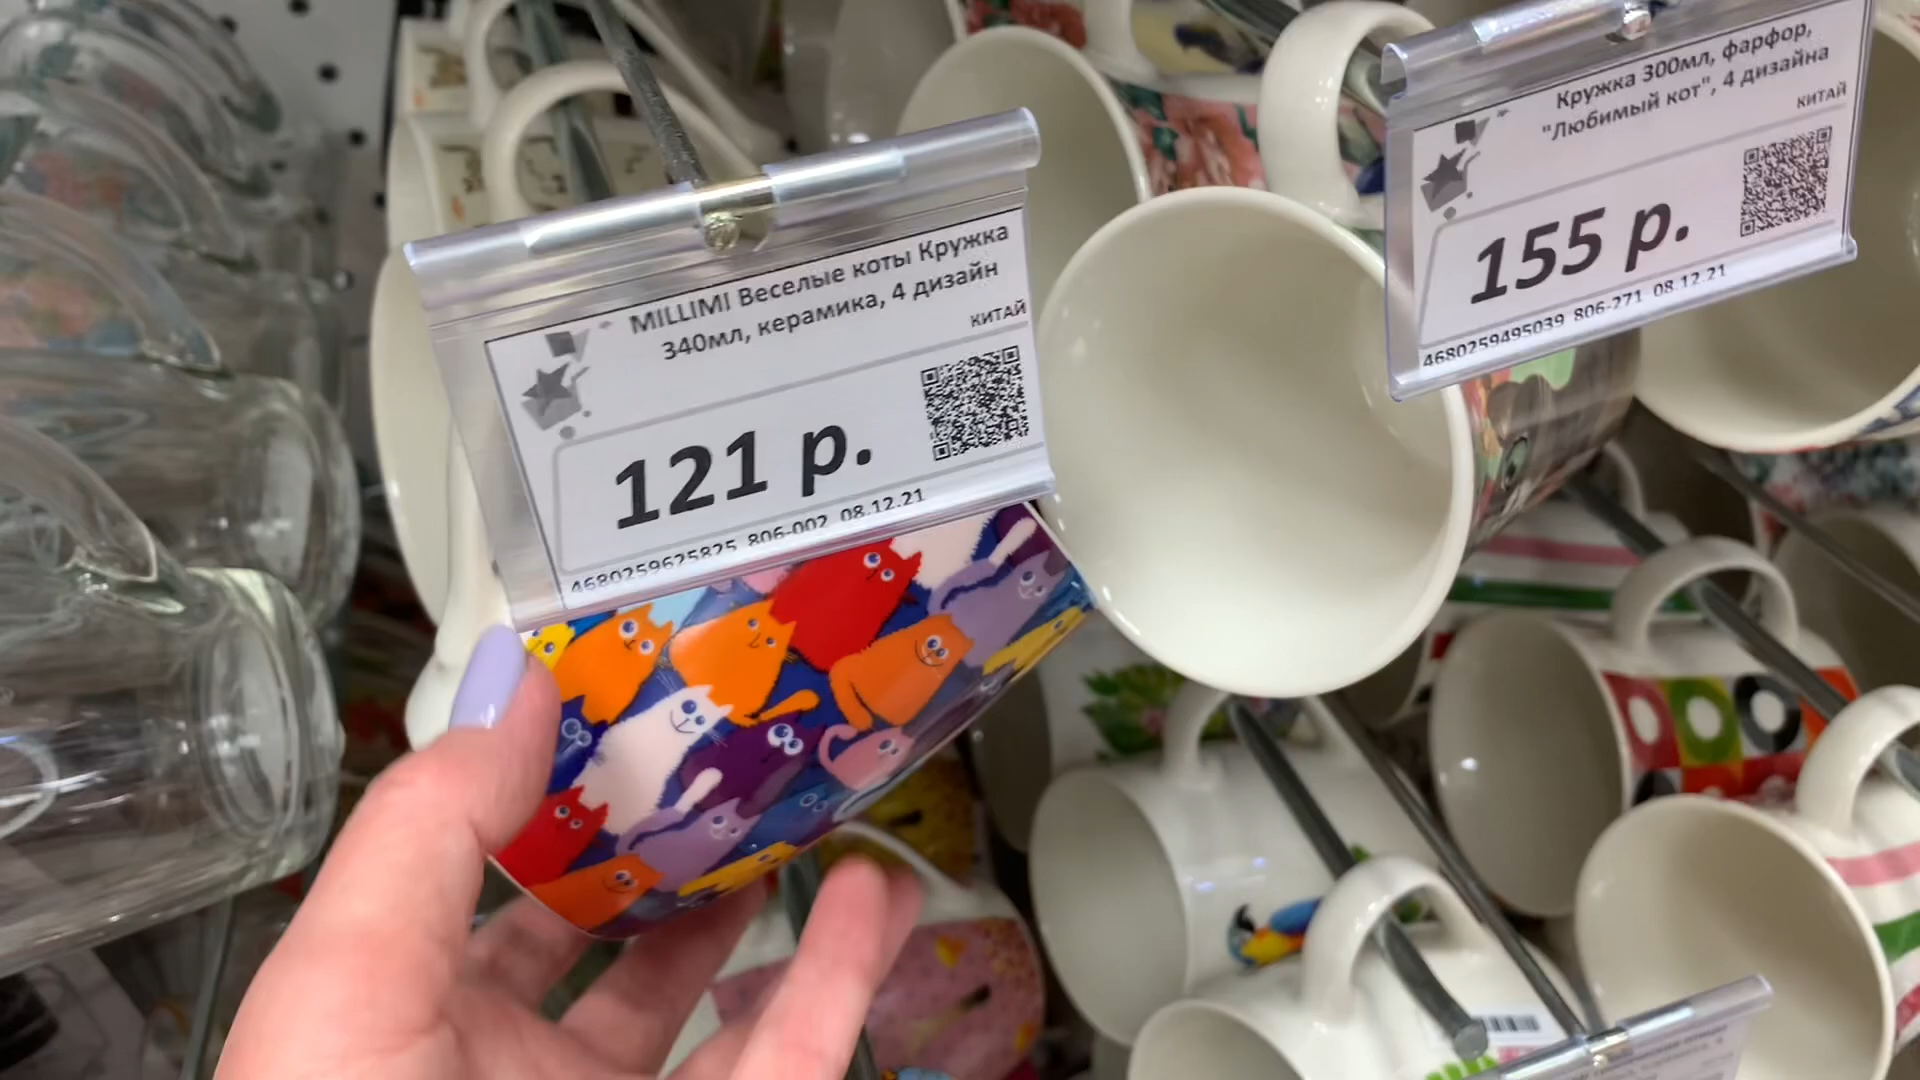 MILLIMI Веселые коты Кружка
340мл, керамика, 4 дизайн
КИТАЙ
121 р.
4680259625825 806-002 08.12.21
Кружка 300мл, фарфор,
"Любимый кот", 4 дизайна
КИТАЙ
155 р.
4680259495039 806-271 08.12.21